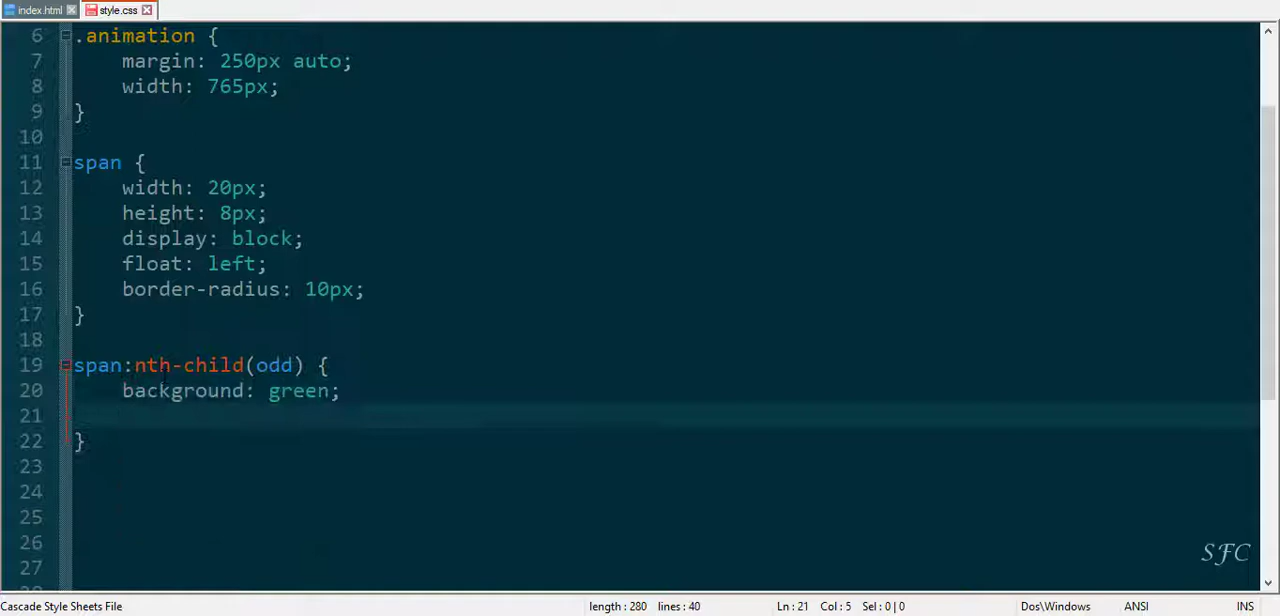 index.html style.css
6 .animation {
7 margin: 250px auto;
8 width: 765px;
9 }
10
11 span {
12 width: 20px;
13 height: 8px;
14 display: block;
15 float: left;
16 border-radius: 10px;
17 }
18
19 span:nth-child(odd) {
20 background: green;
21
22 }
23
24
25
26
27
SFC
Cascade Style Sheets File length : 280 lines : 40 Ln : 21 Col : 5 Sel : 0 | 0 Dos\Windows ANSI INS